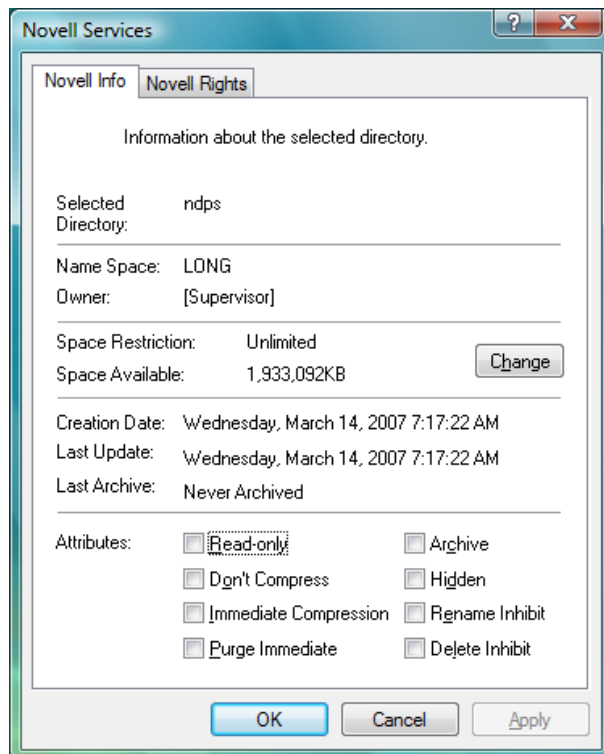 Novell Services
?
Novell Info Novell Rights
Information about the selected directory.
Selected Directory: ndps
Name Space: LONG
Owner: [Supervisor]
Space Restriction: Unlimited
Space Available: 1,933,092KB
Change
Creation Date: Wednesday, March 14, 2007 7:17:22 AM
Last Update: Wednesday, March 14, 2007 7:17:22 AM
Last Archive: Never Archived
Attributes: Read-only Archive
Don't Compress Hidden
Immediate Compression Rename Inhibit
Purge Immediate Delete Inhibit
OK Cancel Apply